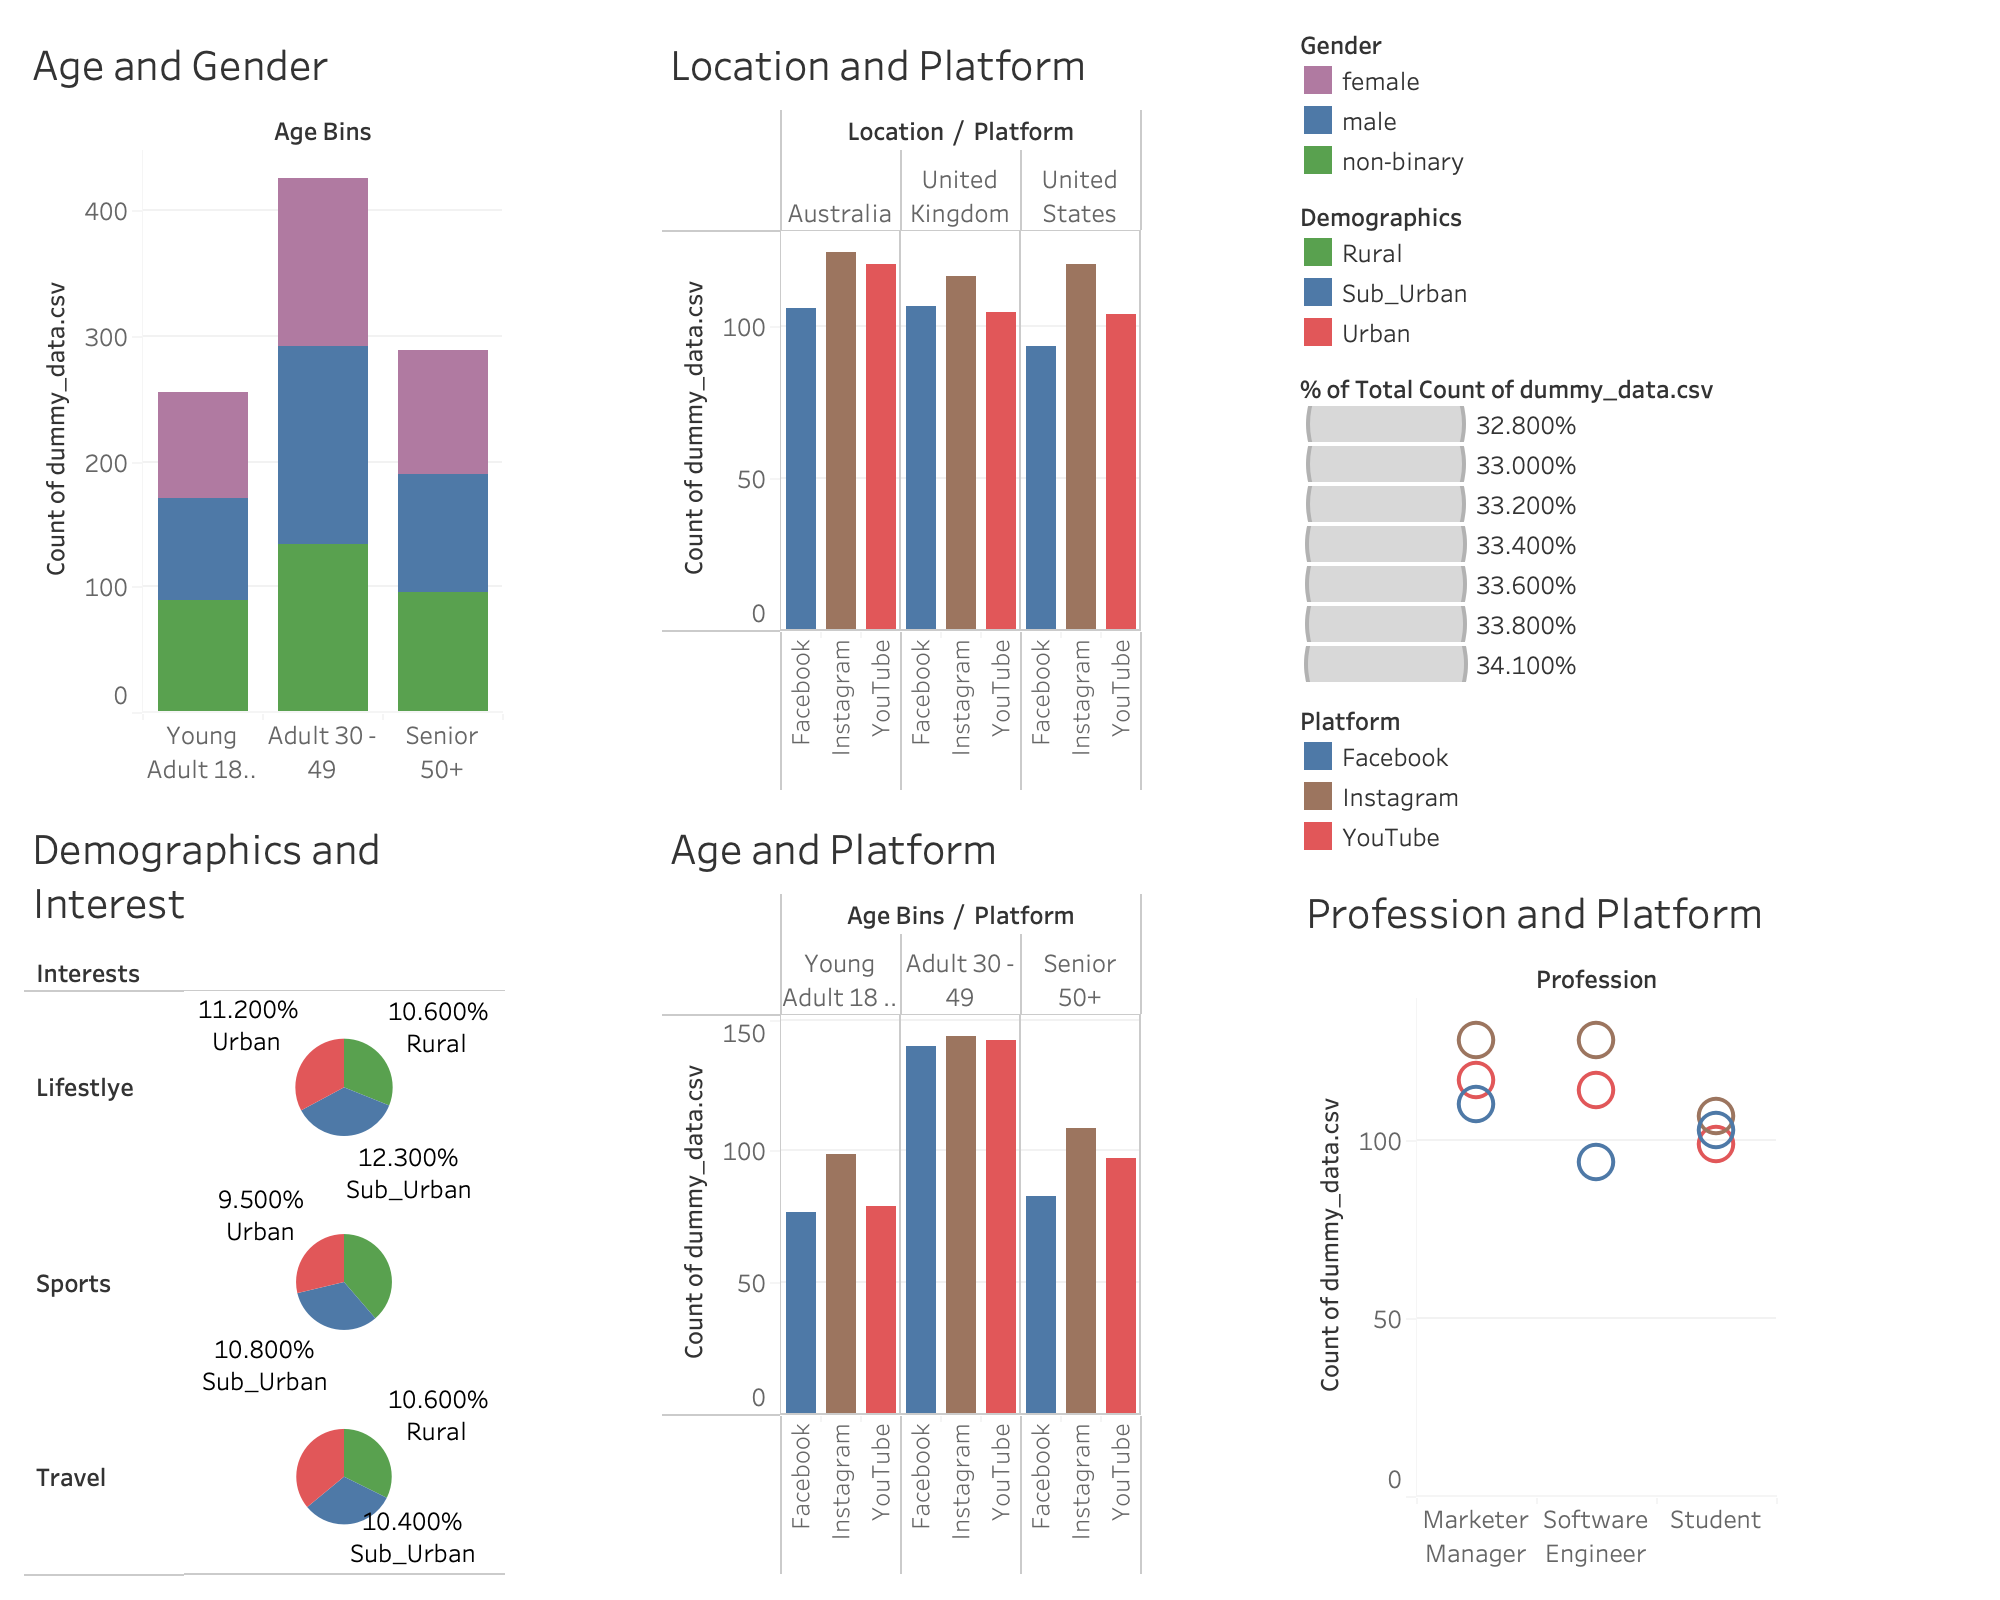 Age and Gender
Age Bins
Count of dummy_data.csv
400
300
200
100
0
Young
Adult 18..
Adult 30 -
49
Senior
50+
Location and Platform
Location / Platform
Australia
United
Kingdom
United
States
Count of dummy_data.csv
100
50
0
Facebook
Instagram
YouTube
Facebook
Instagram
YouTube
Facebook
Instagram
YouTube
Gender
female
male
non-binary
Demographics
Rural
Sub_Urban
Urban
% of Total Count of dummy_data.csv
32.800%
33.000%
33.200%
33.400%
33.600%
33.800%
34.100%
Platform
Facebook
Instagram
YouTube
Demographics and
Interest
Interests
Lifestlye
11.200%
Urban
10.600%
Rural
12.300%
Sub_Urban
Sports
9.500%
Urban
10.800%
Sub_Urban
Travel
10.600%
Rural
10.400%
Sub_Urban
Age and Platform
Age Bins / Platform
Young
Adult 18 ..
Adult 30 -
49
Senior
50+
Count of dummy_data.csv
150
100
50
0
Facebook
Instagram
YouTube
Facebook
Instagram
YouTube
Facebook
Instagram
YouTube
Profession and Platform
Profession
Count of dummy_data.csv
100
50
0
Marketer
Manager
Software
Engineer
Student